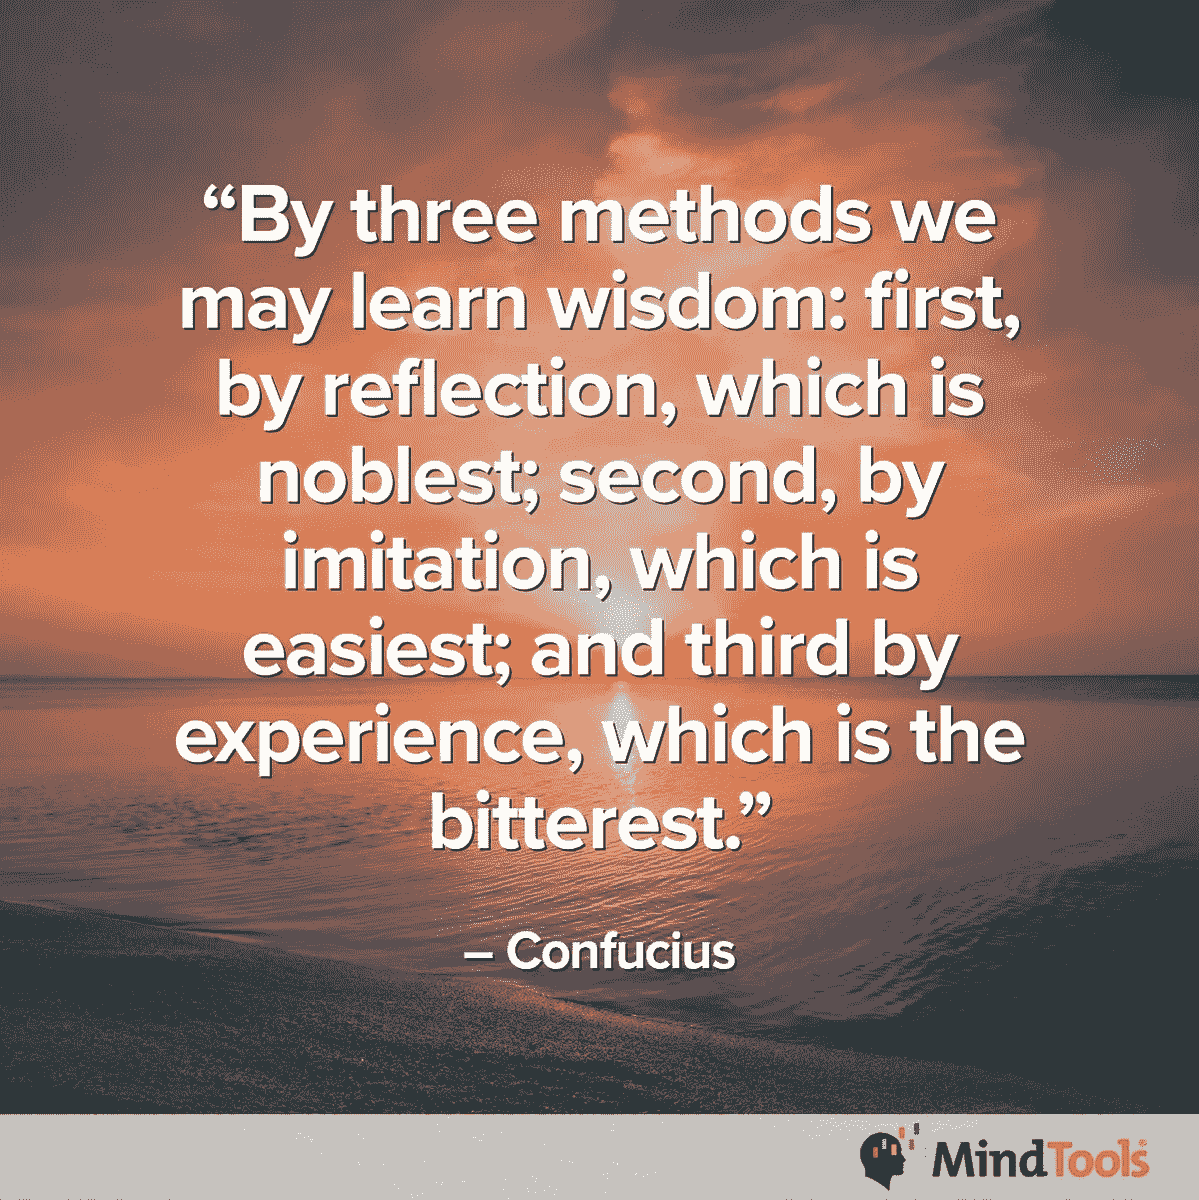 “By three methods we
may learn wisdom: first,
by reflection, which is
noblest; second, by
imitation, which is
easiest; and third by
experience, which is the
bitterest.”
– Confucius
MindTools